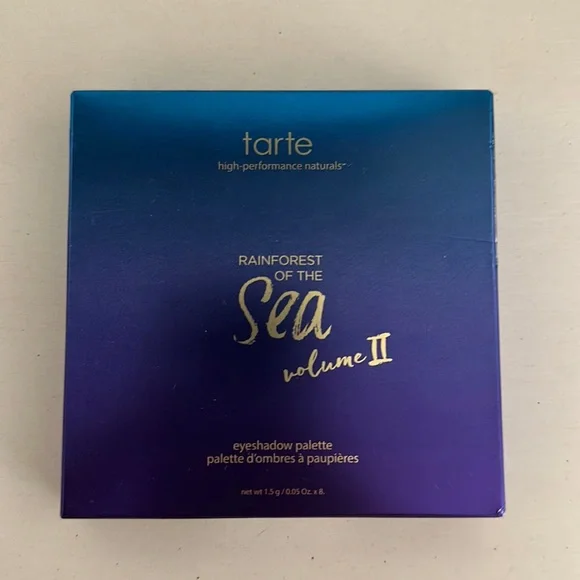 tarte
high-performance naturals™
RAINFOREST
OF THE
Sea
volume II
eyeshadow palette
palette d'ombres à paupières
net wt 1.5 g / 0.05 Oz. x 8.